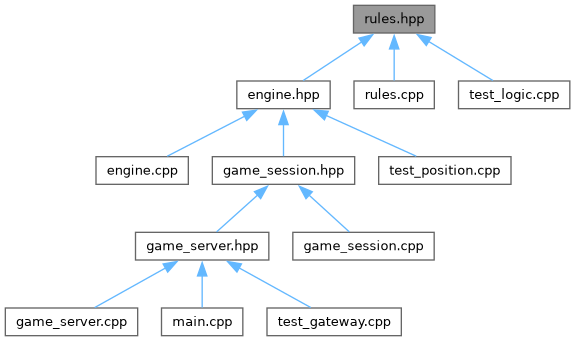 rules.hpp
engine.hpp
rules.cpp
test_logic.cpp
engine.cpp
game_session.hpp
test_position.cpp
game_server.hpp
game_session.cpp
game_server.cpp
main.cpp
test_gateway.cpp